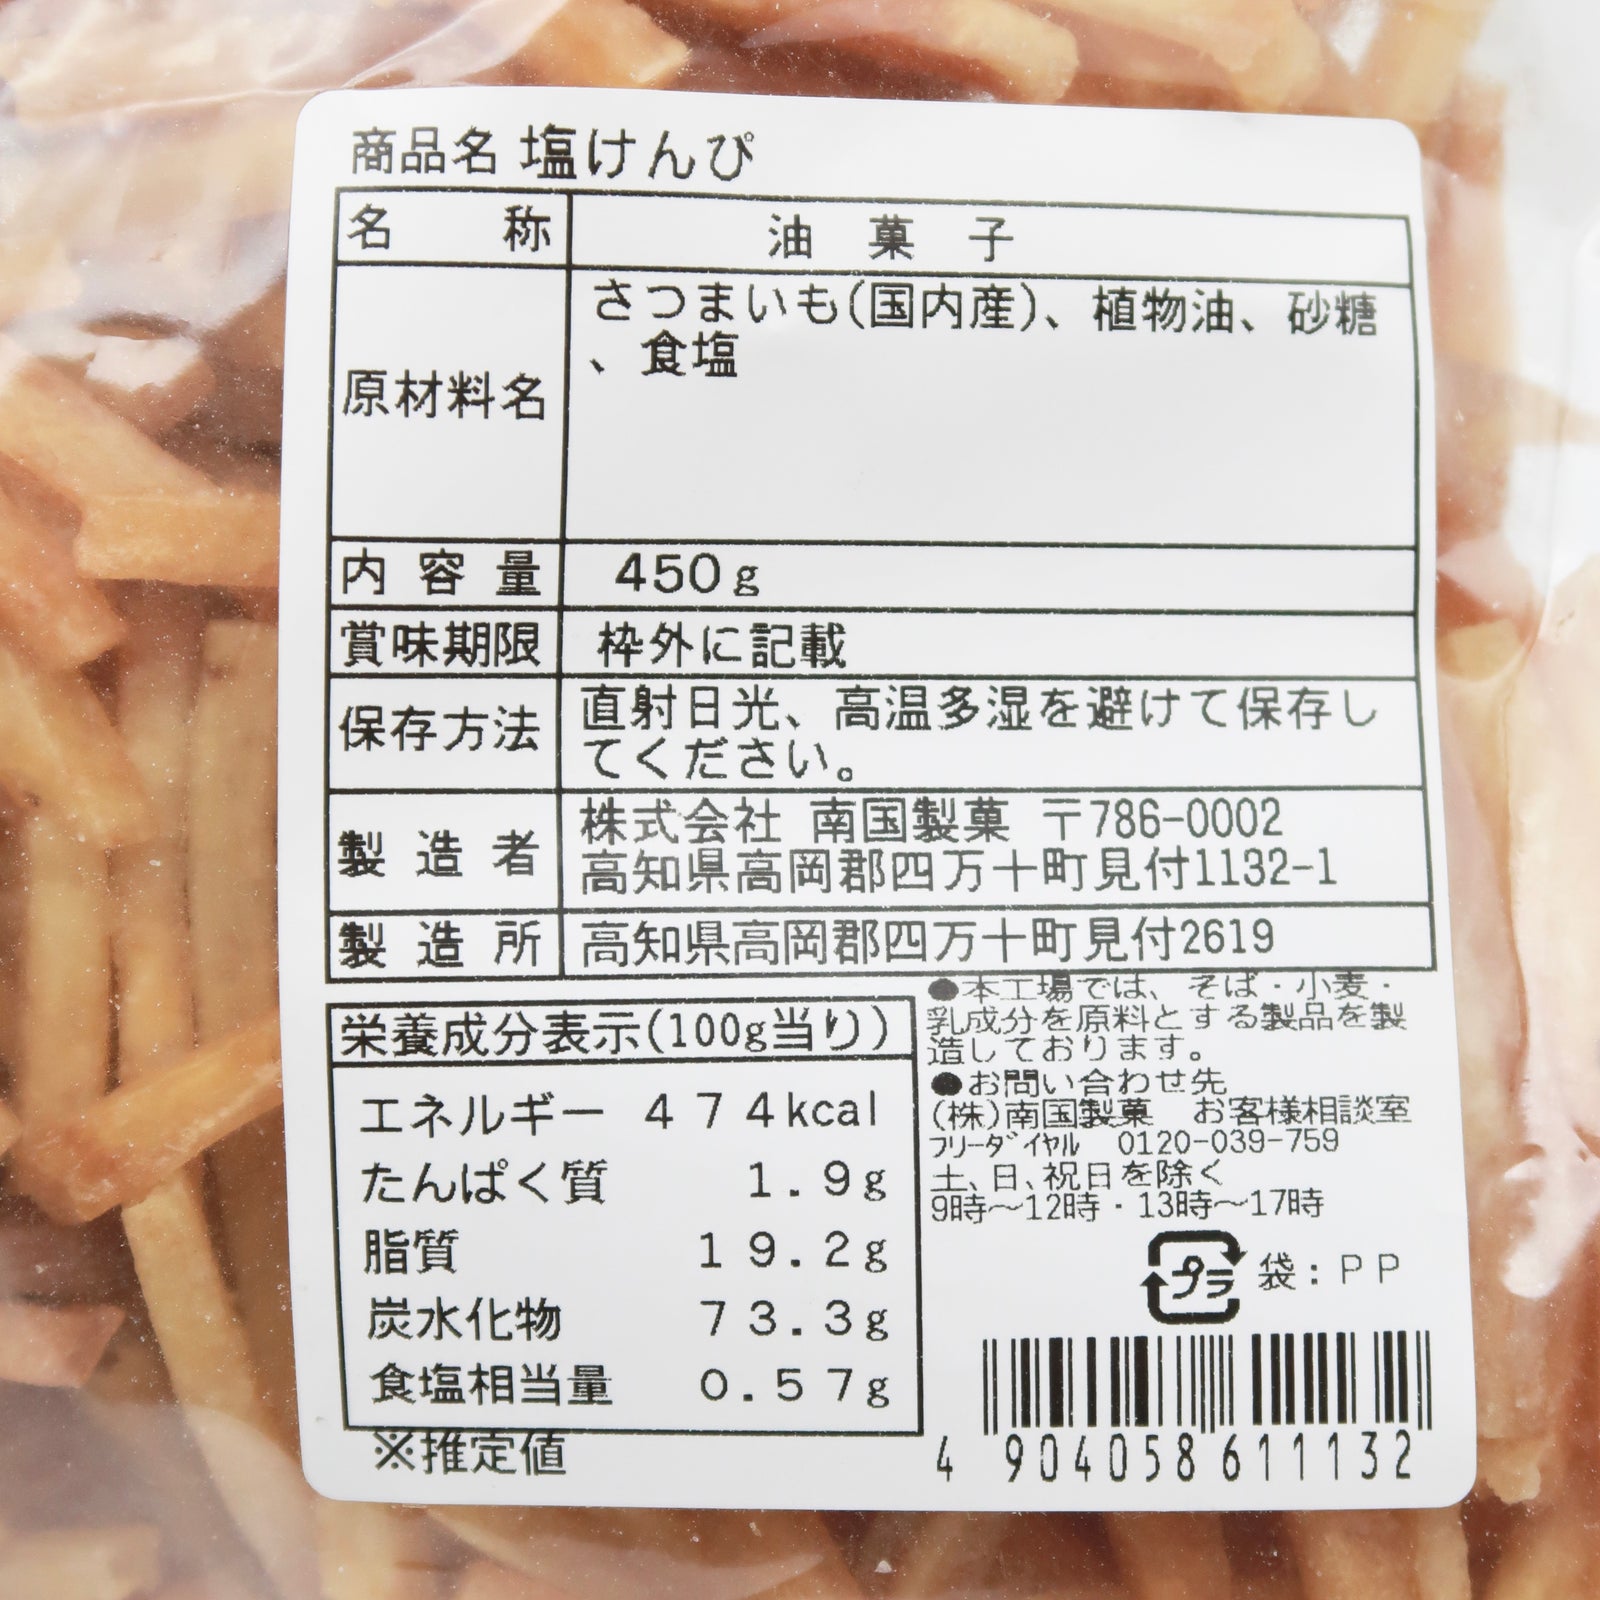 商品名 塩けんぴ
名称 油菓子
原材料名 さつまいも(国内産)、植物油、砂糖
、食塩
内容量 450g
賞味期限 枠外に記載
保存方法 直射日光、高温多湿を避けて保存し
てください。
製造者 株式会社 南国製菓 〒786-0002
高知県高岡郡四万十町見付1132-1
製造所 高知県高岡郡四万十町見付2619
栄養成分表示(100g当り)
エネルギー 474kcal
たんぱく質 1.9g
脂質 19.2g
炭水化物 73.3g
食塩相当量 0.57g
※推定値
●本工場では、そば・小麦・
乳成分を原料とする製品を製
造しております。
●お問い合わせ先
(株)南国製菓 お客様相談室
フリーダイヤル 0120-039-759
土、日、祝日を除く
9時～12時・13時～17時
プラ 袋:PP
4 904058 611132